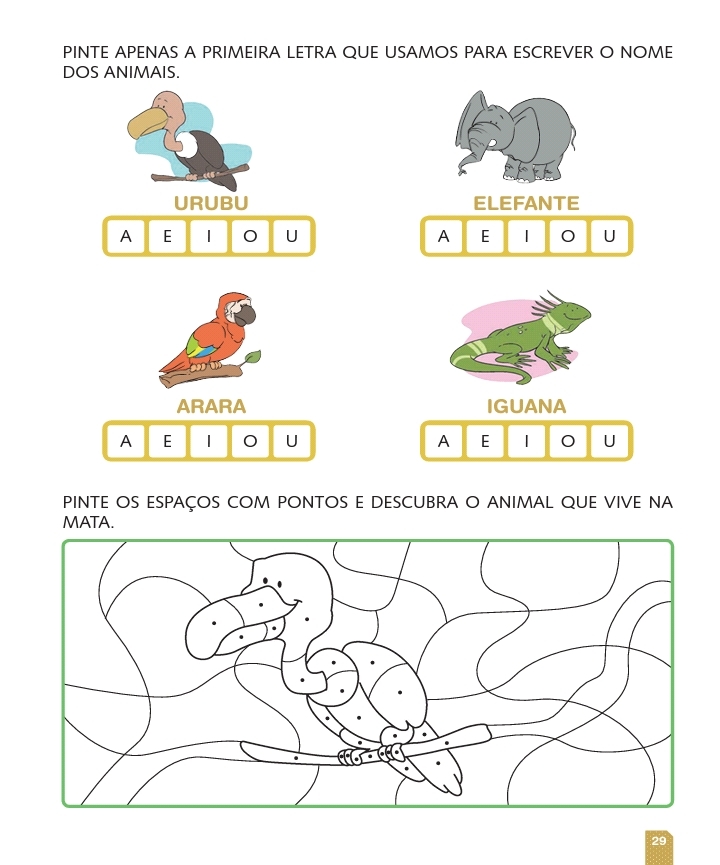 PINTE APENAS A PRIMEIRA LETRA QUE USAMOS PARA ESCREVER O NOME
DOS ANIMAIS.
URUBU
A E I O U
ELEFANTE
A E I O U
ARARA
A E I O U
IGUANA
A E I O U
PINTE OS ESPAÇOS COM PONTOS E DESCUBRA O ANIMAL QUE VIVE NA
MATA.
29